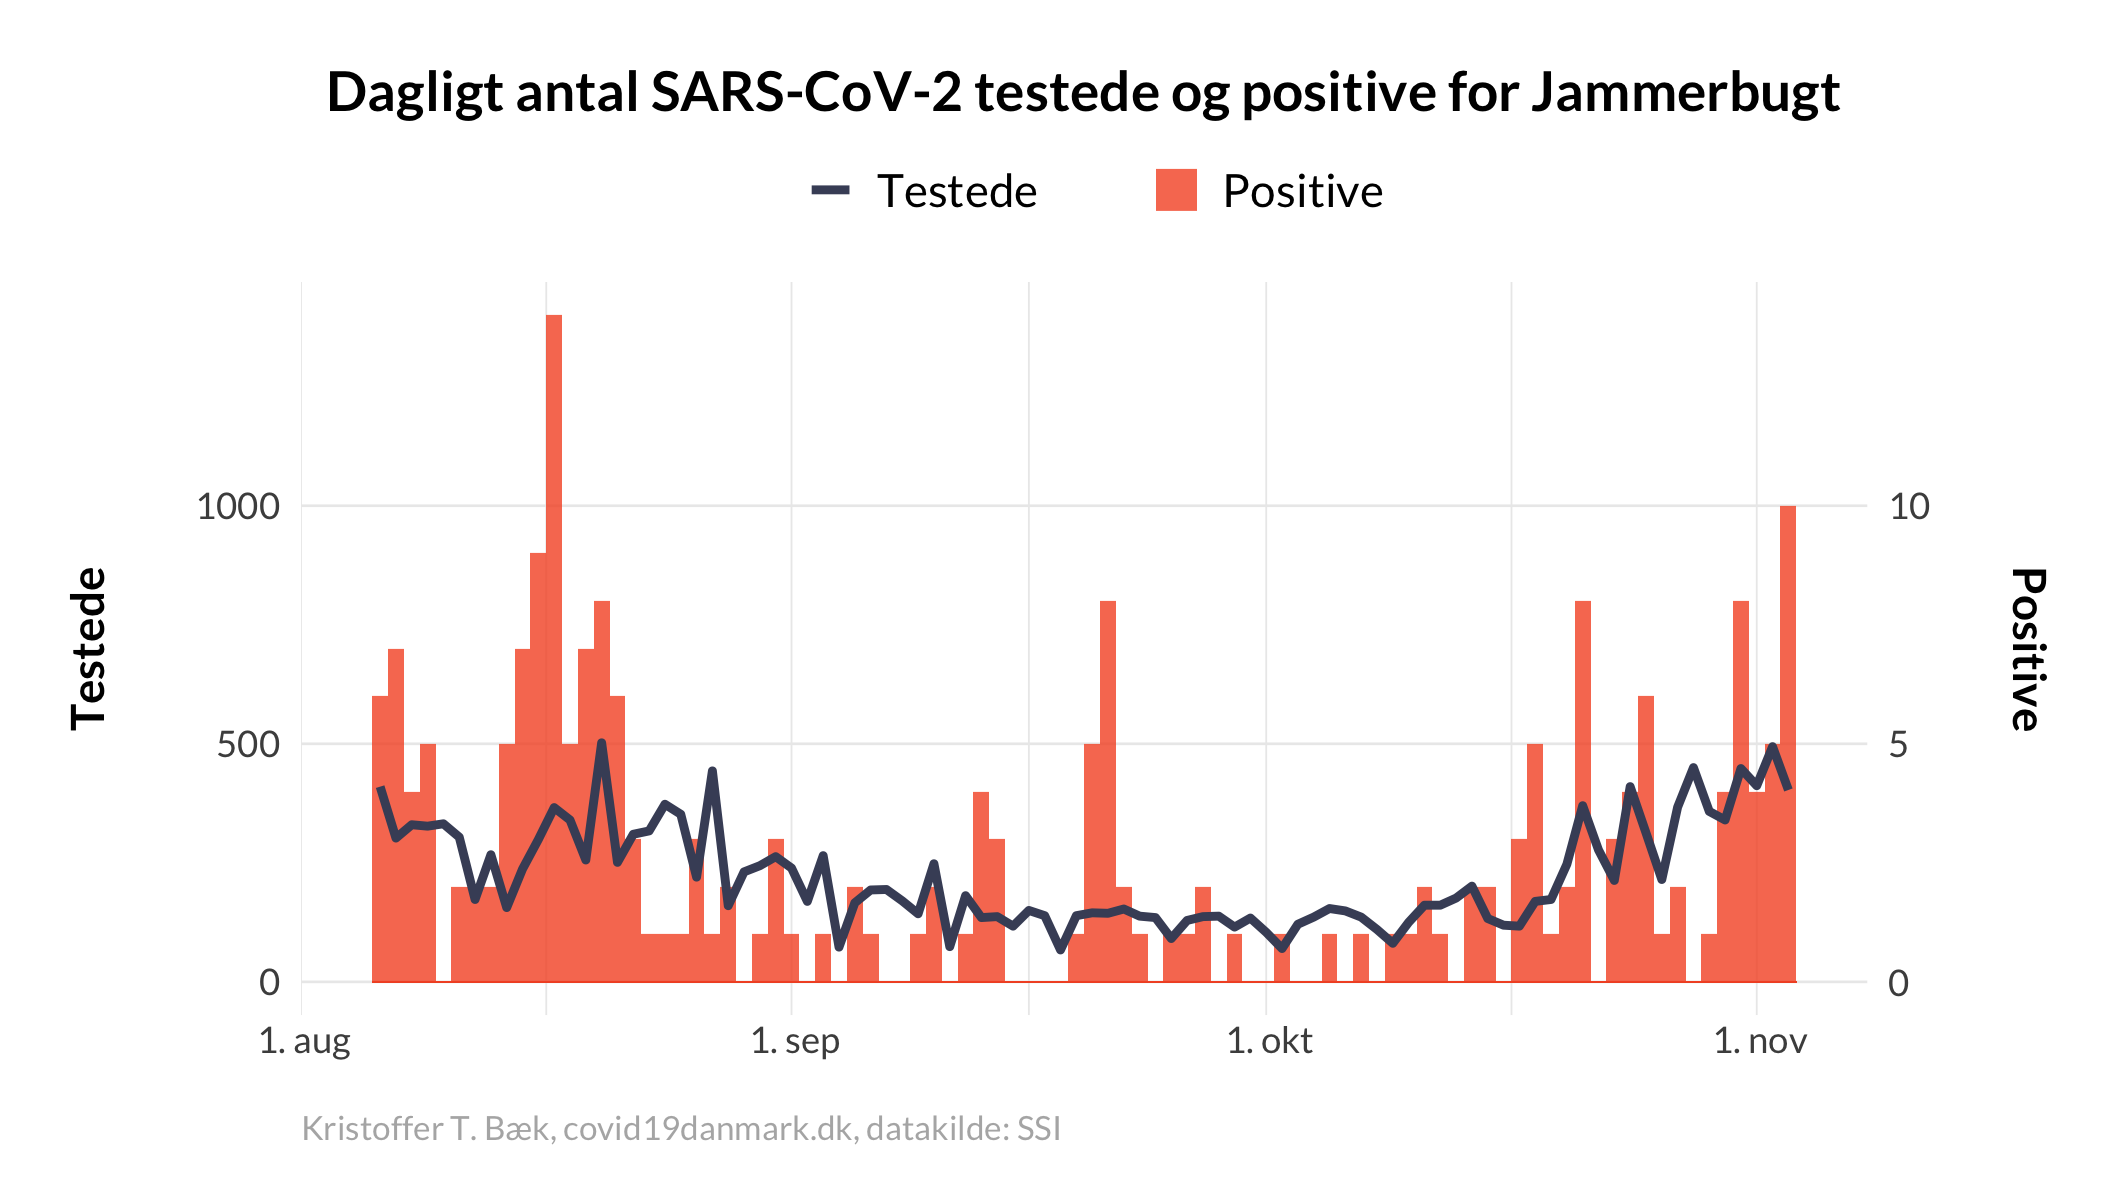 Dagligt antal SARS-CoV-2 testede og positive for Jammerbugt
Testede
Positive
1000
500
0
Testede
10
5
0
Positive
1. aug
1. sep
1. okt
1. nov
Kristoffer T. Bæk, covid19danmark.dk, datakilde: SSI